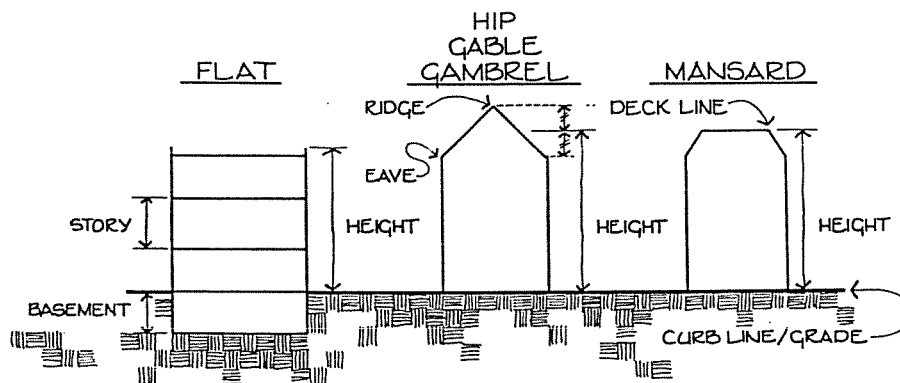 HIP
GABLE
GAMBREL
FLAT
MANSARD
RIDGE
DECK LINE
EAVE
STORY
HEIGHT
HEIGHT
HEIGHT
BASEMENT
CURB LINE/GRADE